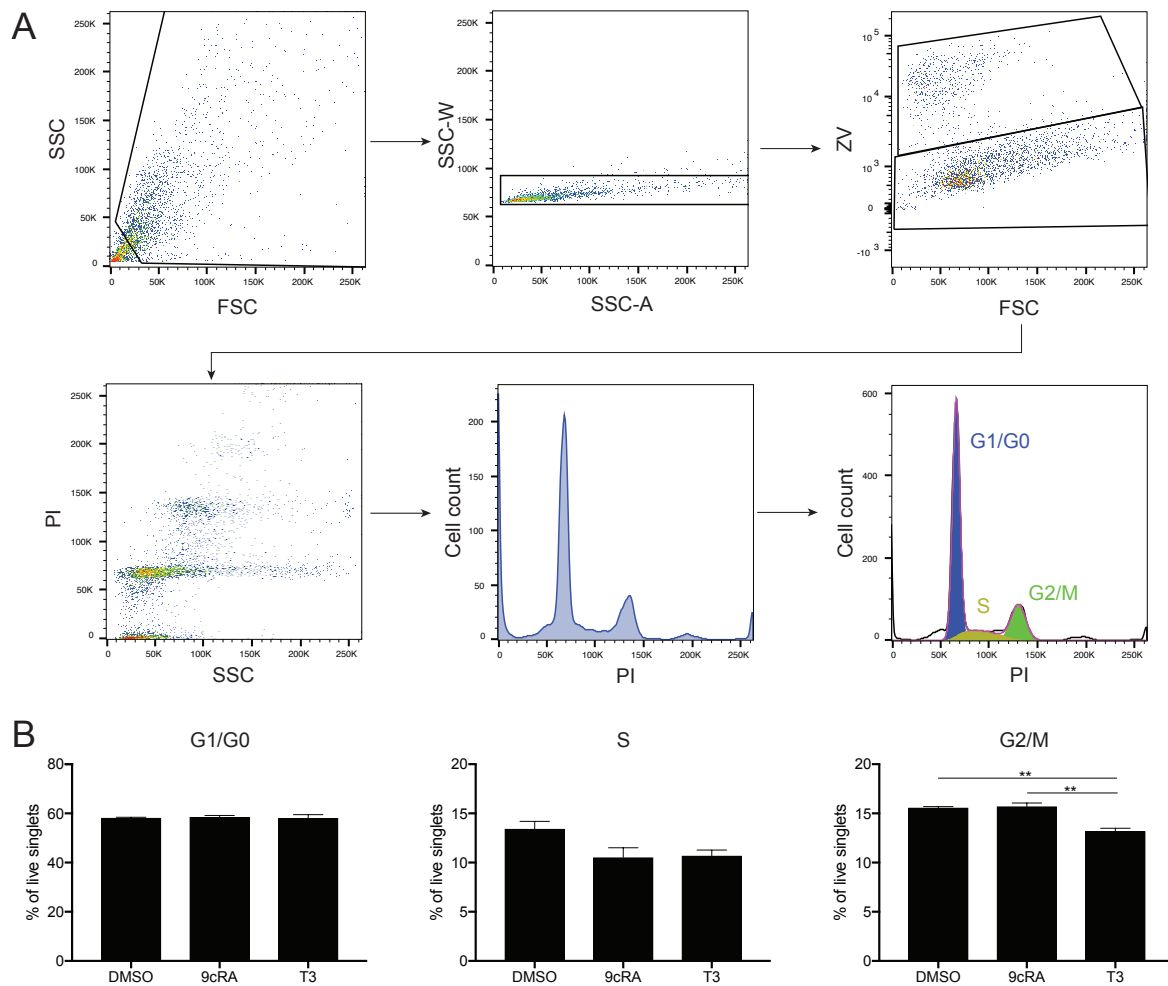 A
SSC
250K
200K
150K
100K
50K
0
0 50K 100K 150K 200K 250K
FSC
SSC-W
250K
200K
150K
100K
50K
0
0 50K 100K 150K 200K 250K
SSC-A
ZV
10^5
10^4
10^3
0
-10^3
0 50K 100K 150K 200K 250K
FSC
PI
250K
200K
150K
100K
50K
0
0 50K 100K 150K 200K 250K
SSC
Cell count
200
150
100
50
0
0 50K 100K 150K 200K 250K
PI
Cell count
600
400
200
0
G1/G0
S
G2/M
0 50K 100K 150K 200K 250K
PI
B
G1/G0
% of live singlets
80
60
40
20
0
DMSO 9cRA T3
S
% of live singlets
20
15
10
5
0
DMSO 9cRA T3
G2/M
% of live singlets
20
15
10
5
0
**
**
DMSO 9cRA T3